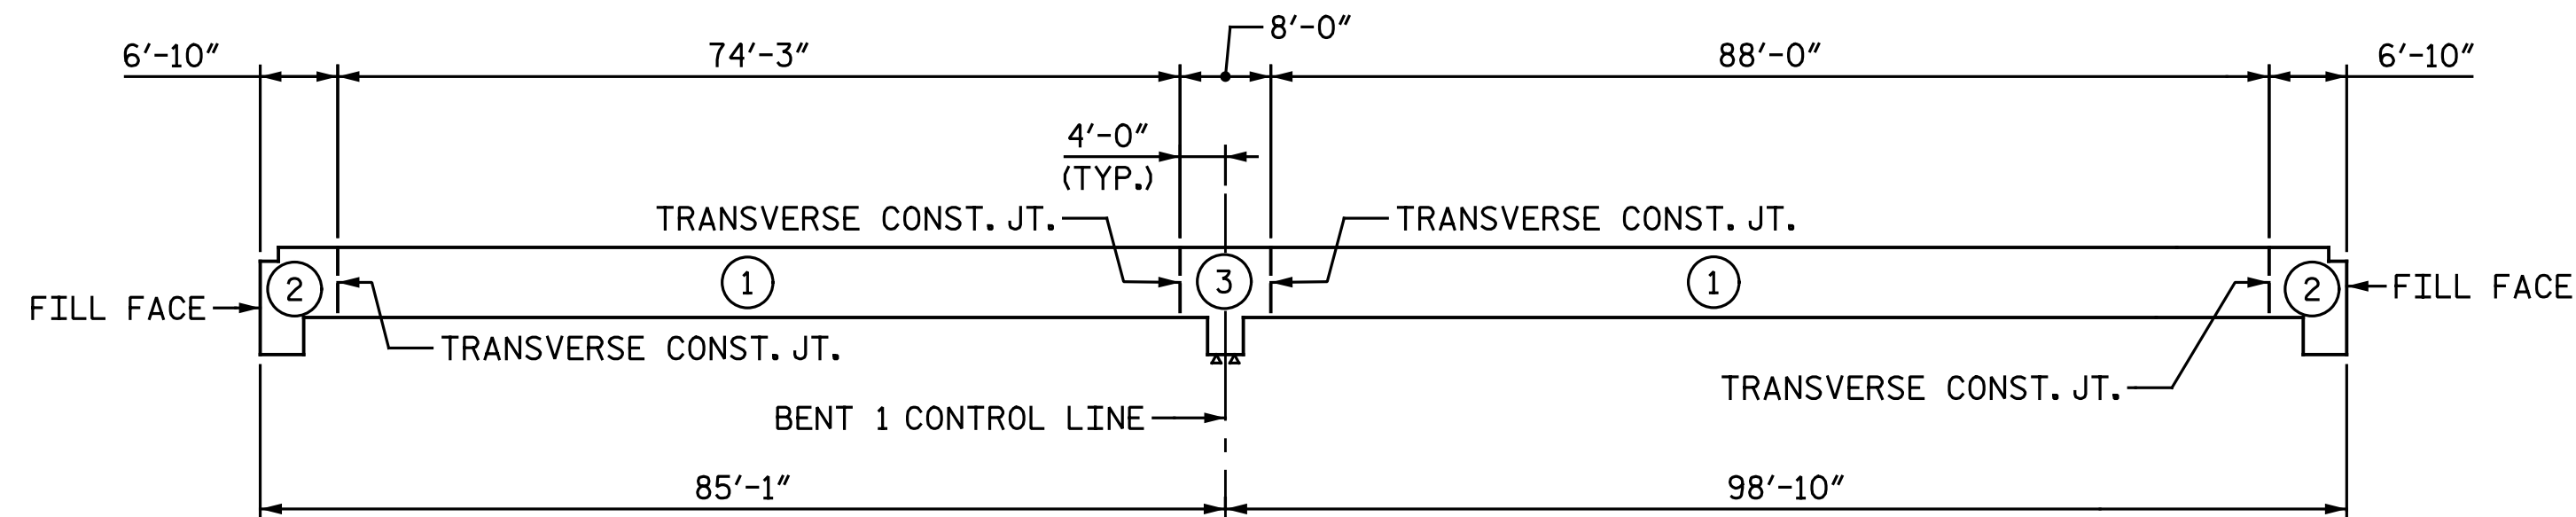 8'-0"
6'-10" 74'-3" 88'-0" 6'-10"
4'-0"
(TYP.)
TRANSVERSE CONST. JT. TRANSVERSE CONST. JT.
2 1 3 1 2
FILL FACE FILL FACE
TRANSVERSE CONST. JT.
TRANSVERSE CONST. JT.
BENT 1 CONTROL LINE
85'-1" 98'-10"